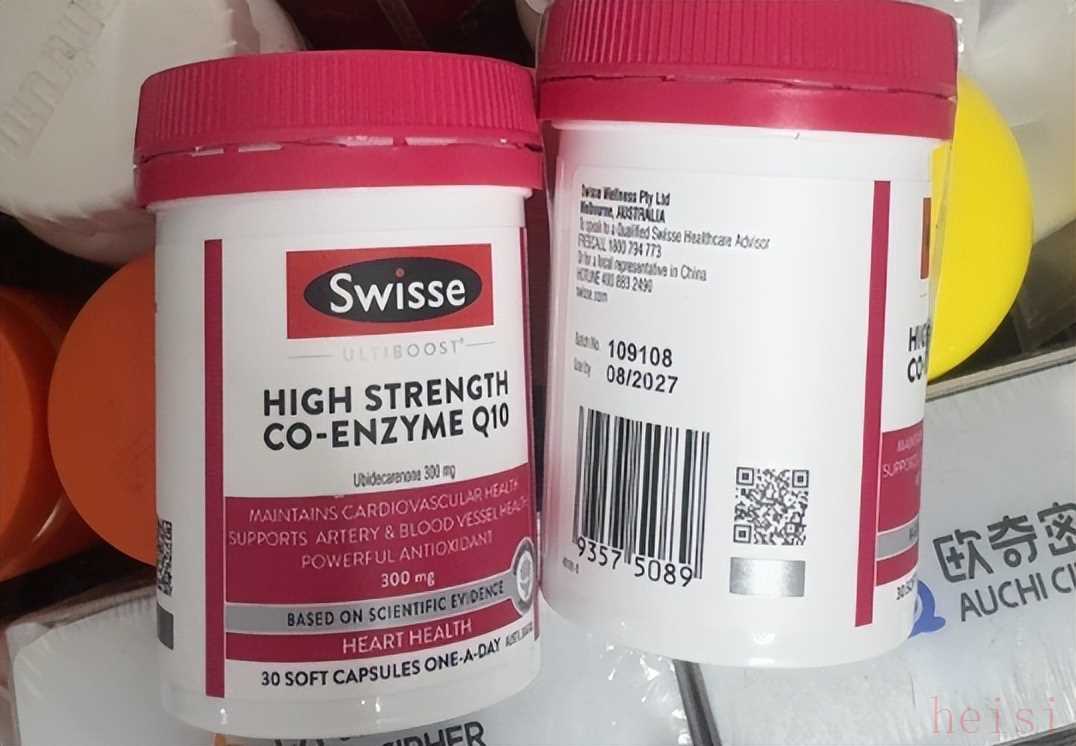 Swisse
ULTIBOOST®
HIGH STRENGTH
CO-ENZYME Q10
Ubidecarenone 300 mg
MAINTAINS CARDIOVASCULAR HEALTH
SUPPORTS ARTERY & BLOOD VESSEL HEALTH
POWERFUL ANTIOXIDANT
300 mg
BASED ON SCIENTIFIC EVIDENCE
HEART HEALTH
30 SOFT CAPSULES ONE-A-DAY
Swisse Wellness Pty Ltd
Melbourne, AUSTRALIA
To speak to a Qualified Swisse Healthcare Advisor
FREECALL 1800 794 773
Or for a local representative in China
HOTLINE 400 883 2490
swisse.com
Batch No. 109108
Use by 08/2027
9357 5089
欧奇密
AUCHI CI
heisi